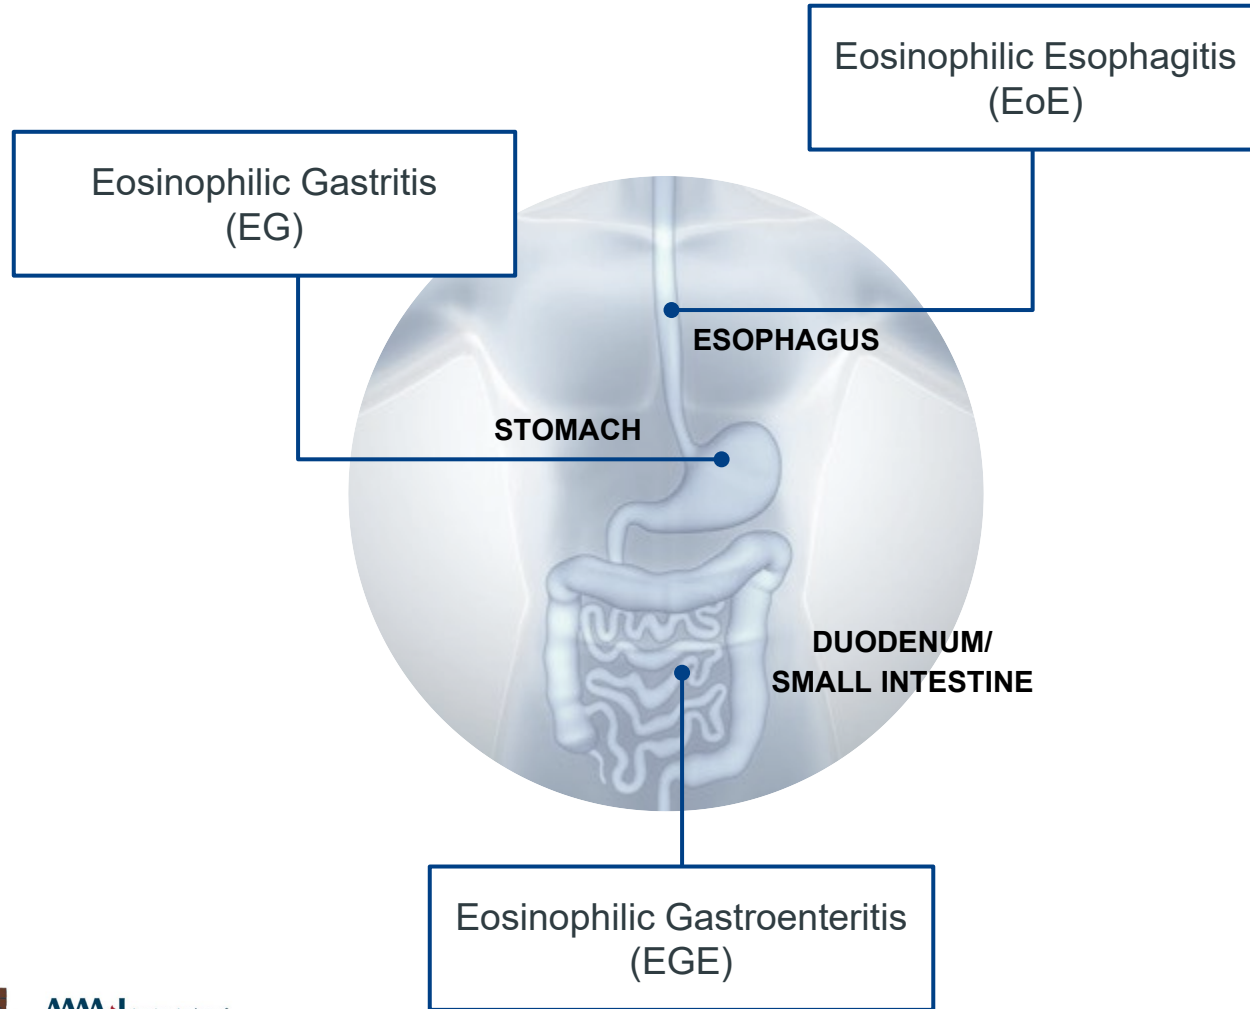 Eosinophilic Esophagitis
(EoE)
Eosinophilic Gastritis
(EG)
ESOPHAGUS
STOMACH
DUODENUM/
SMALL INTESTINE
Eosinophilic Gastroenteritis
(EGE)